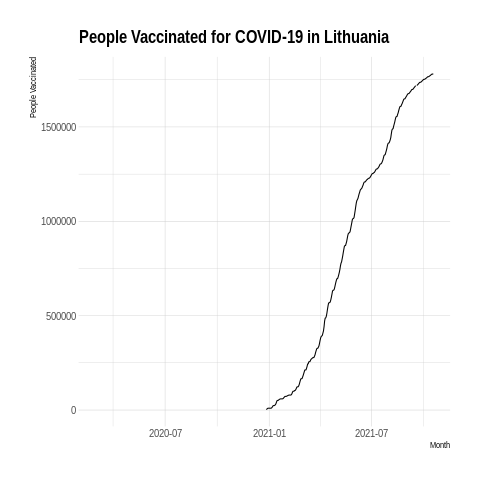 People Vaccinated for COVID-19 in Lithuania
People Vaccinated
1500000
1000000
500000
0
2020-07
2021-01
2021-07
Month